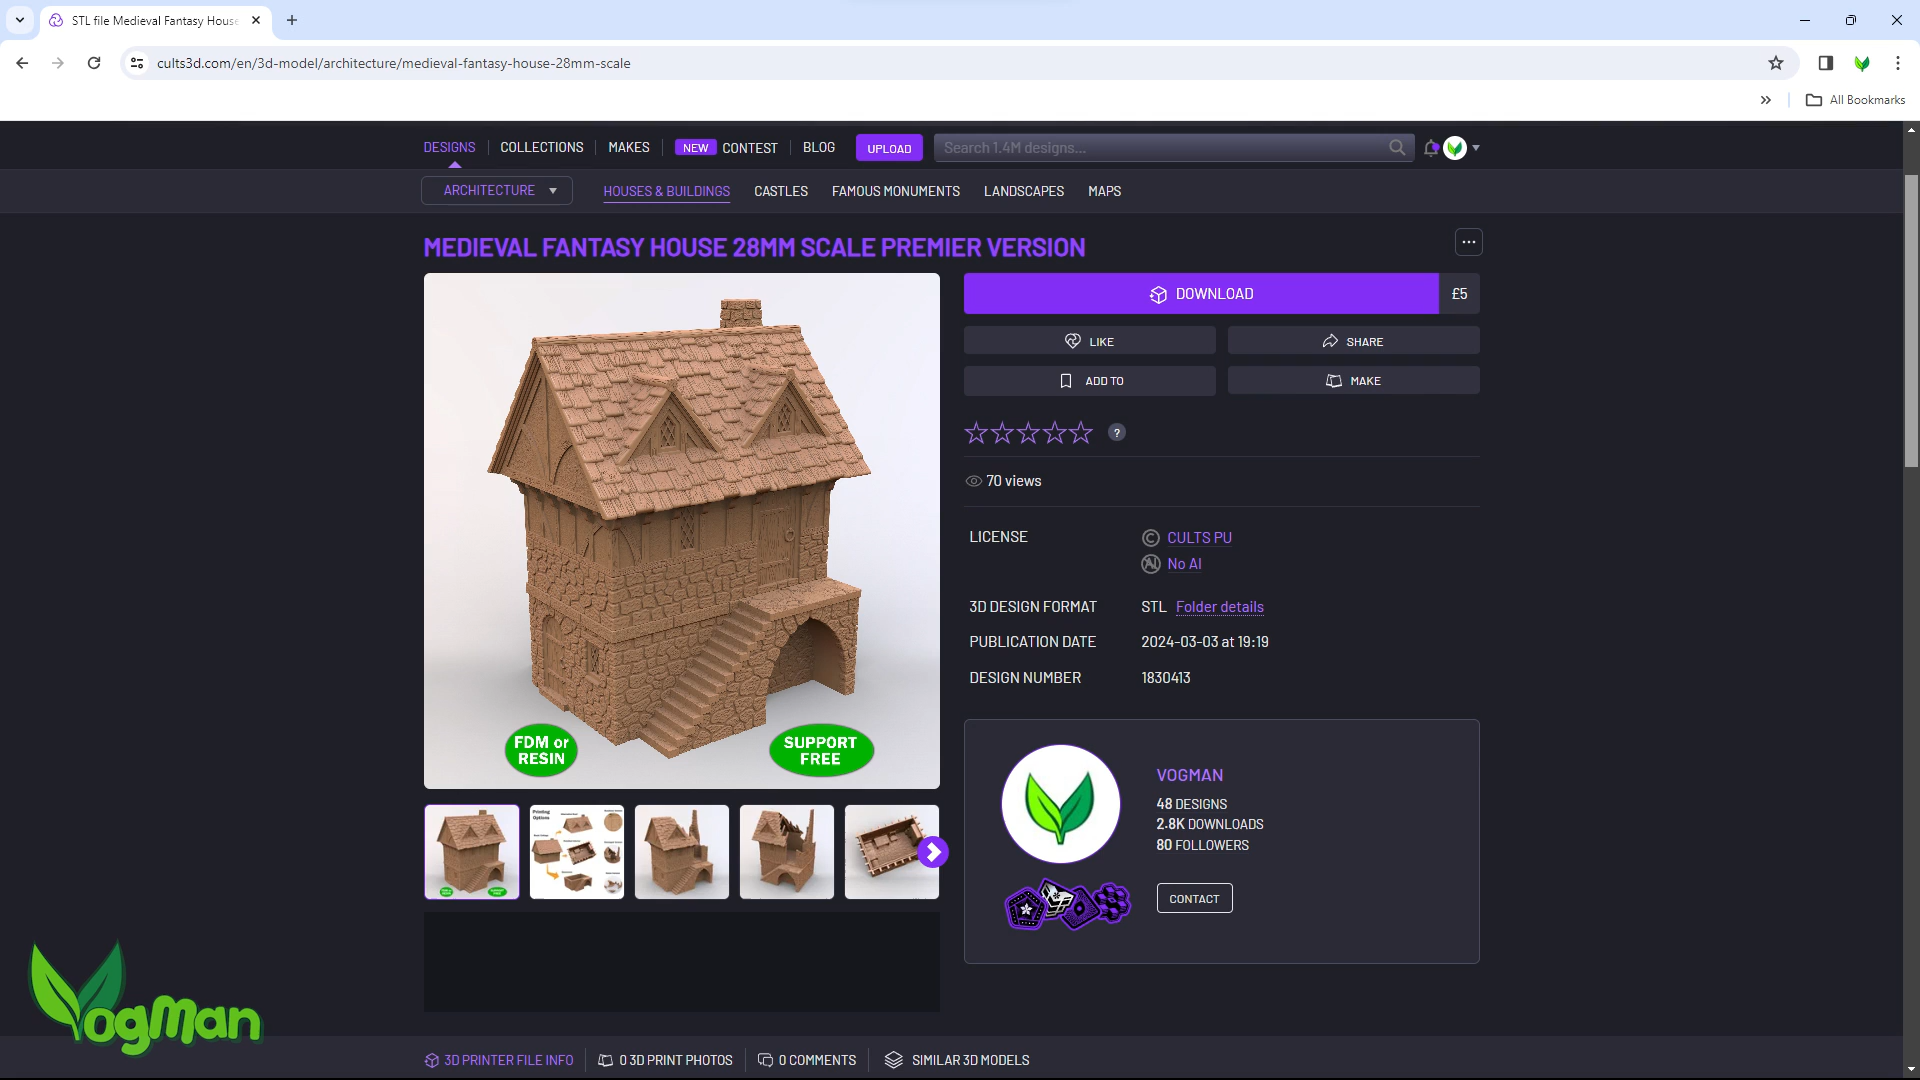 STL file Medieval Fantasy House
cults3d.com/en/3d-model/architecture/medieval-fantasy-house-28mm-scale
All Bookmarks
DESIGNS COLLECTIONS MAKES NEW CONTEST BLOG UPLOAD Search 1.4M designs...
ARCHITECTURE HOUSES & BUILDINGS CASTLES FAMOUS MONUMENTS LANDSCAPES MAPS
MEDIEVAL FANTASY HOUSE 28MM SCALE PREMIER VERSION
DOWNLOAD £5
LIKE SHARE
ADD TO MAKE
?
70 views
LICENSE CULTS PU
No AI
3D DESIGN FORMAT STL Folder details
PUBLICATION DATE 2024-03-03 at 19:19
DESIGN NUMBER 1830413
FDM or
RESIN
SUPPORT
FREE
VOGMAN
48 DESIGNS
2.8K DOWNLOADS
80 FOLLOWERS
CONTACT
Printing
Options
VogMan
3D PRINTER FILE INFO 0 3D PRINT PHOTOS 0 COMMENTS SIMILAR 3D MODELS